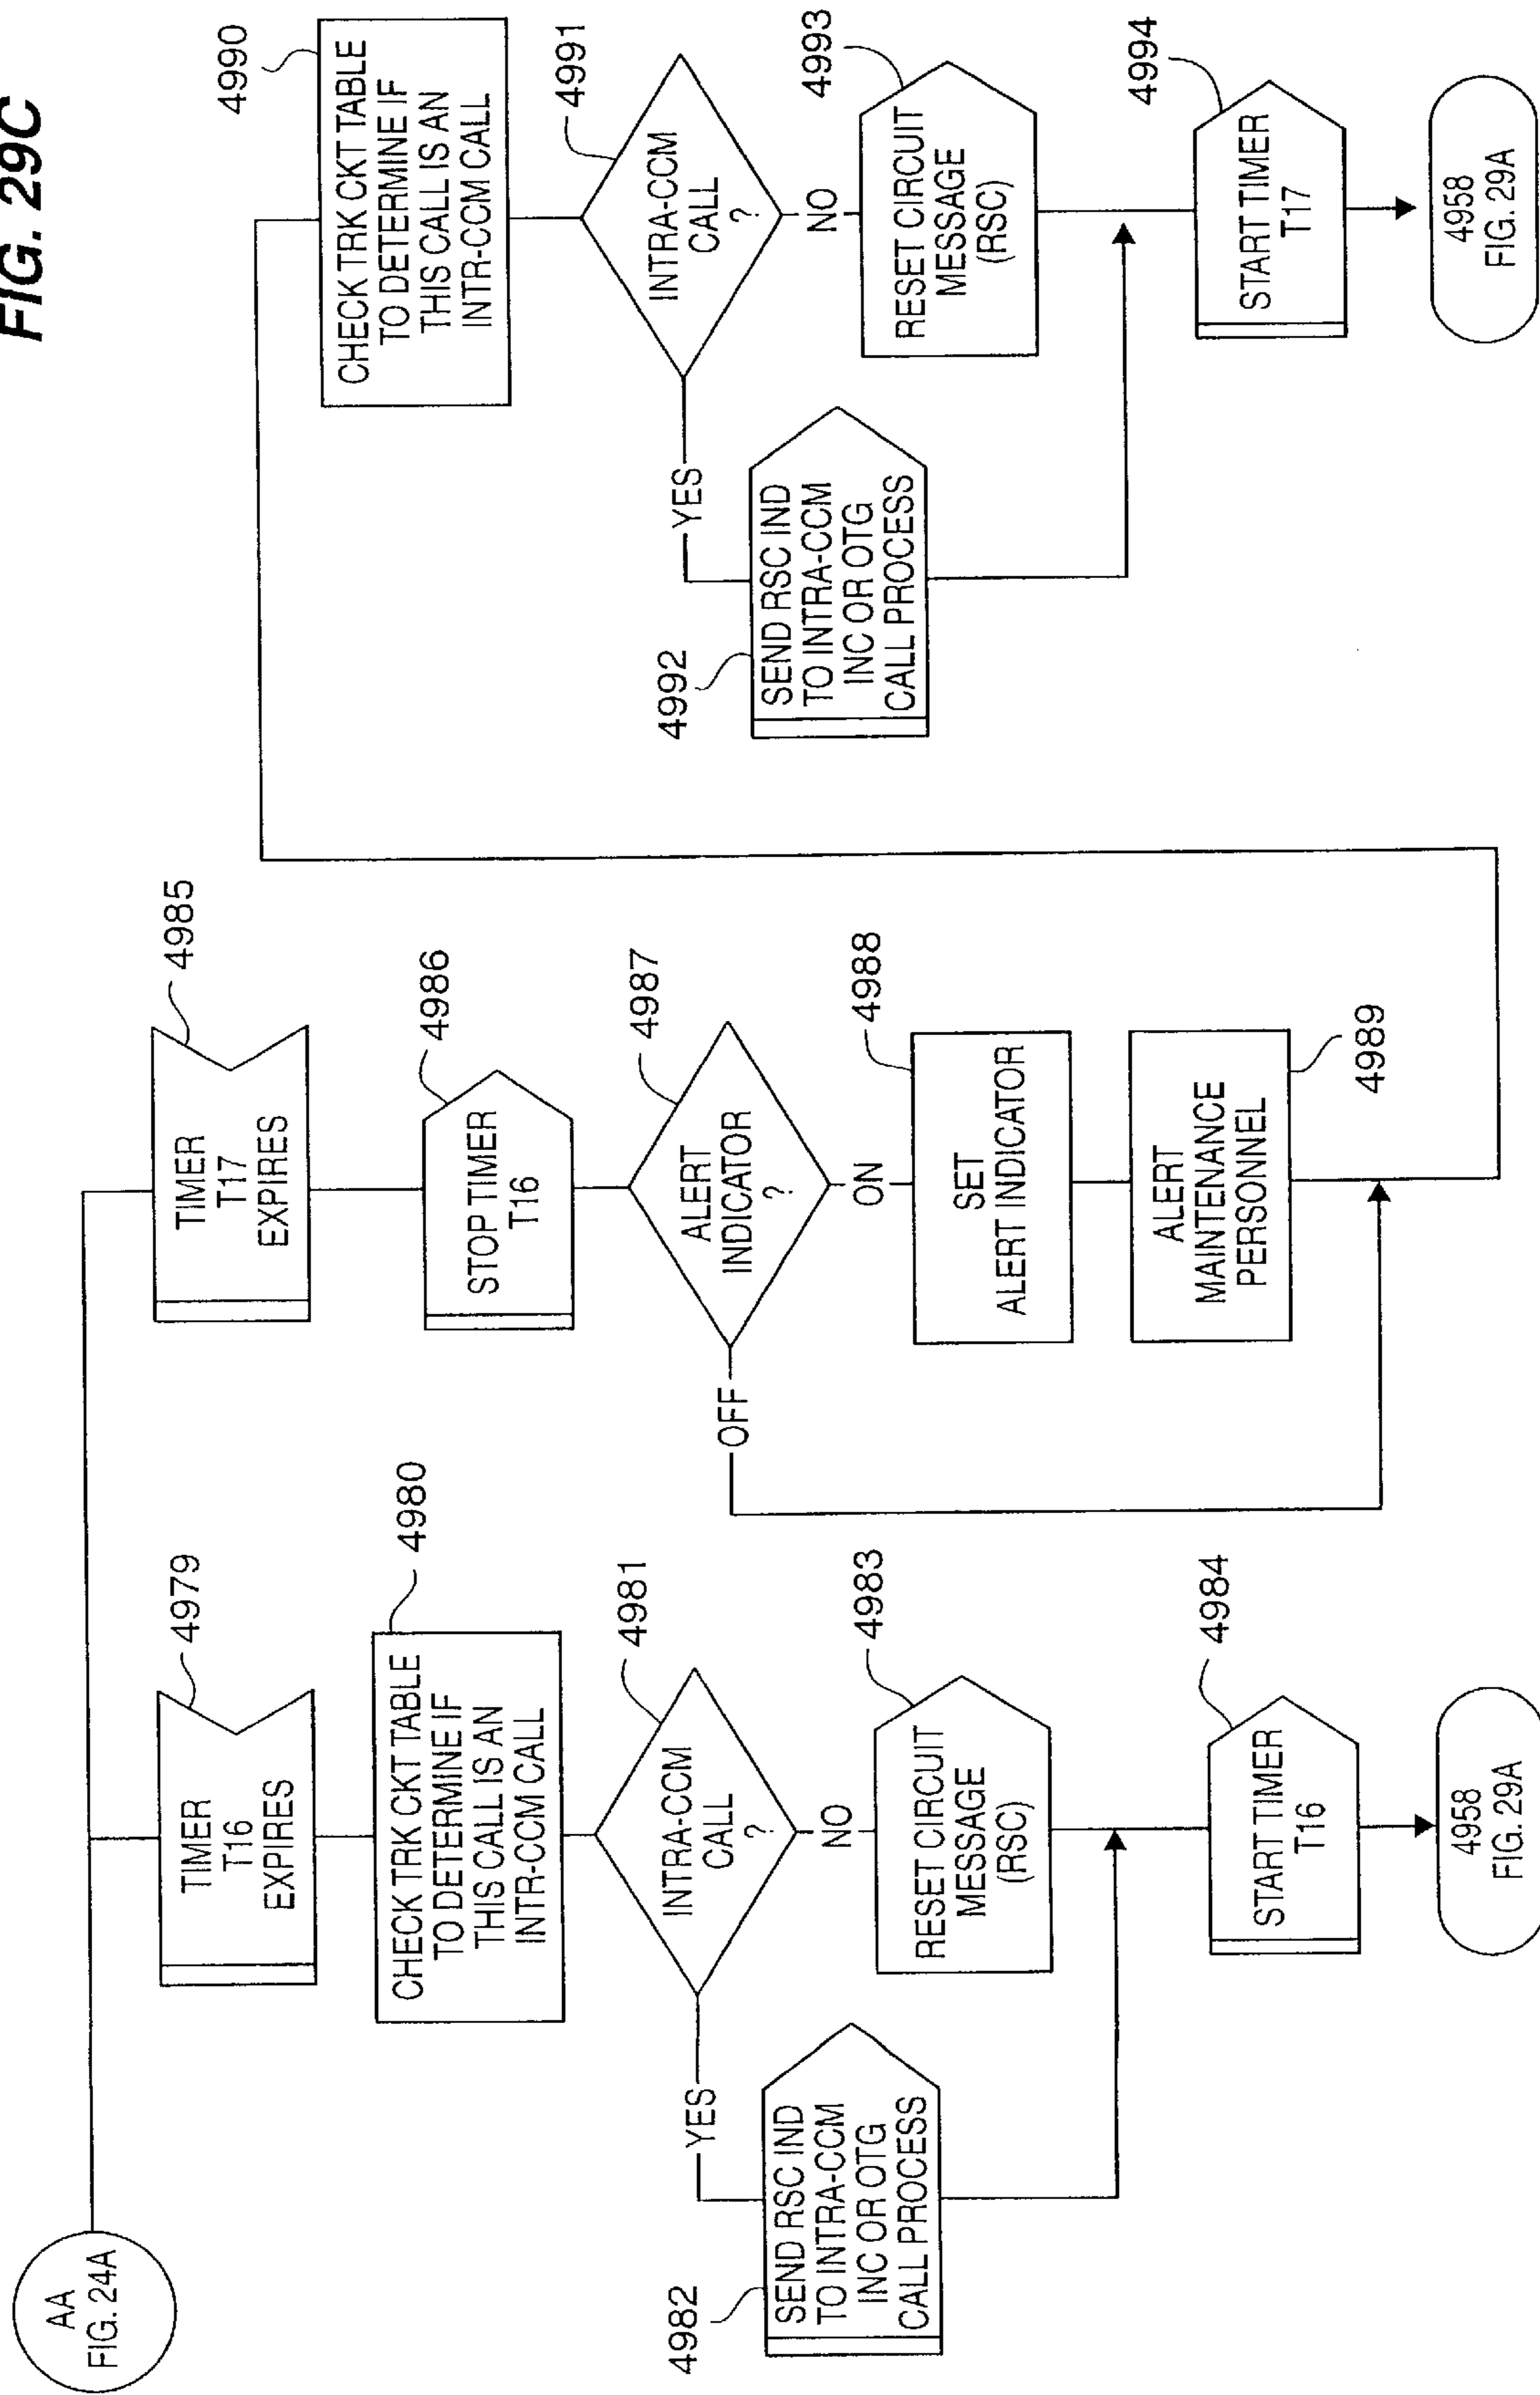 FIG. 29C
AA
FIG. 24A
4979
TIMER
T16
EXPIRES
4980
CHECK TRK CKT TABLE
TO DETERMINE IF
THIS CALL IS AN
INTR-CCM CALL
4981
INTRA-CCM
CALL
?
YES
NO
4982
SEND RSC IND
TO INTRA-CCM
INC OR OTG
CALL PROCESS
4983
RESET CIRCUIT
MESSAGE
(RSC)
4984
START TIMER
T16
4958
FIG. 29A
4985
TIMER
T17
EXPIRES
4986
STOP TIMER
T16
4987
ALERT
INDICATOR
?
OFF
ON
4988
SET
ALERT INDICATOR
4989
ALERT
MAINTENANCE
PERSONNEL
4990
CHECK TRK CKT TABLE
TO DETERMINE IF
THIS CALL IS AN
INTR-CCM CALL
4991
INTRA-CCM
CALL
?
YES
NO
4992
SEND RSC IND
TO INTRA-CCM
INC OR OTG
CALL PROCESS
4993
RESET CIRCUIT
MESSAGE
(RSC)
4994
START TIMER
T17
4958
FIG. 29A